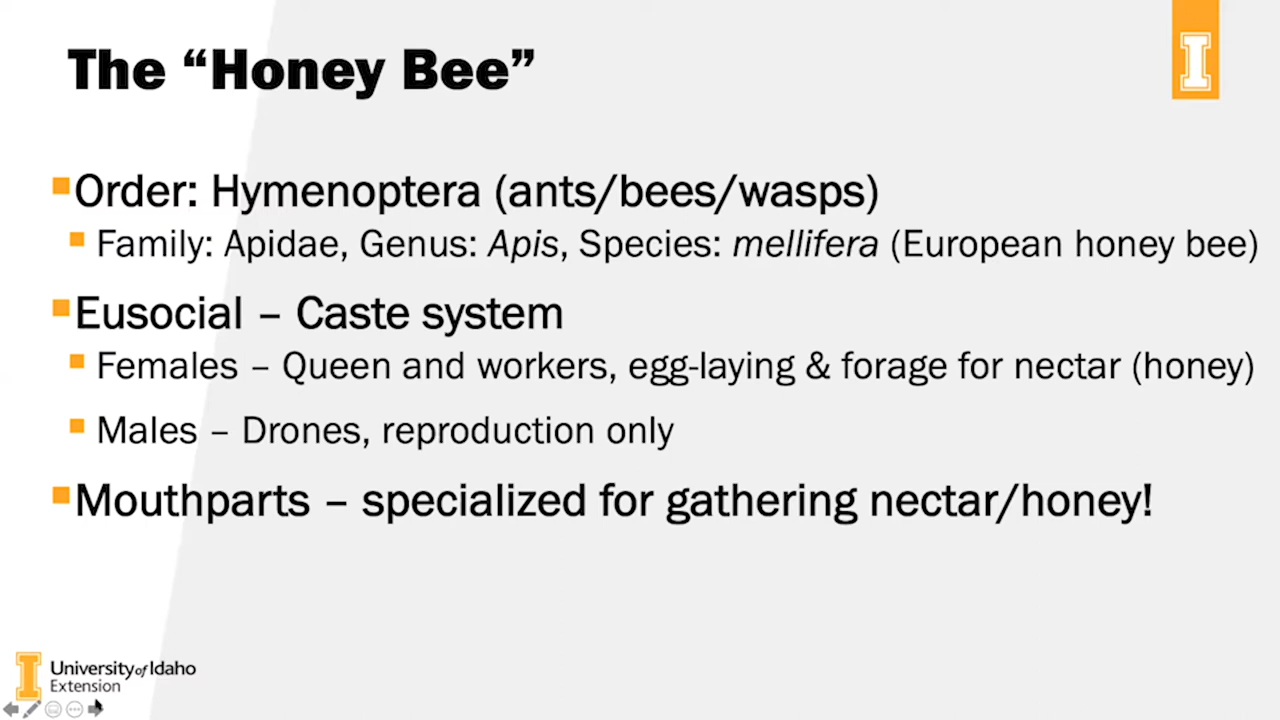 The “Honey Bee”
I
Order: Hymenoptera (ants/bees/wasps)
Family: Apidae, Genus: Apis, Species: mellifera (European honey bee)
Eusocial – Caste system
Females – Queen and workers, egg-laying & forage for nectar (honey)
Males – Drones, reproduction only
Mouthparts – specialized for gathering nectar/honey!
I
University of Idaho
Extension